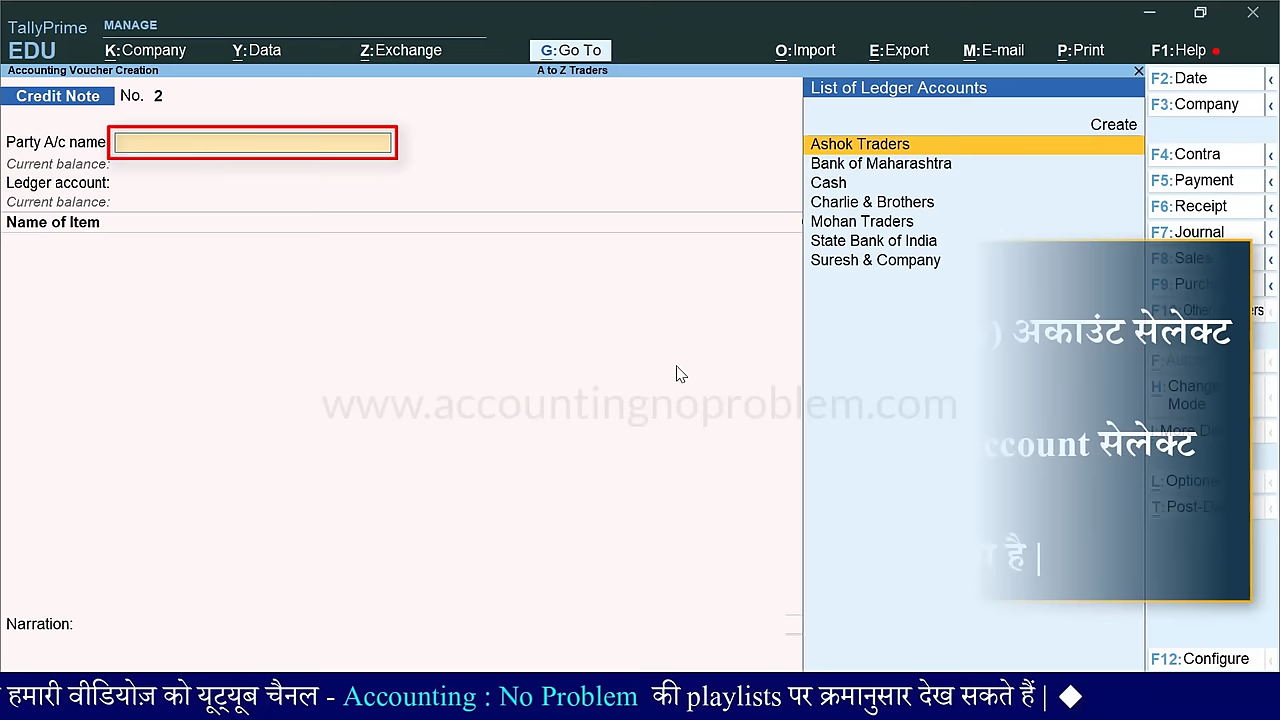 TallyPrime
EDU
MANAGE
K:Company
Y:Data
Z:Exchange
G:Go To
O:Import
E:Export
M:E-mail
P:Print
F1:Help
Accounting Voucher Creation
A to Z Traders
Credit Note No. 2
Party A/c name
Current balance:
Ledger account:
Current balance:
Name of Item
Narration:
List of Ledger Accounts
Create
Ashok Traders
Bank of Maharashtra
Cash
Charlie & Brothers
Mohan Traders
State Bank of India
Suresh & Company
F2:Date
F3:Company
F4:Contra
F5:Payment
F6:Receipt
F7:Journal
F8:Sales
H:Change
Mode
F12:Configure
) अकाउंट सेलेक्ट
सेलेक्ट
है |
www.accountingnoproblem.com
हमारी वीडियोज़ को यूट्यूब चैनल - Accounting : No Problem की playlists पर क्रमानुसार देख सकते हैं | ◆